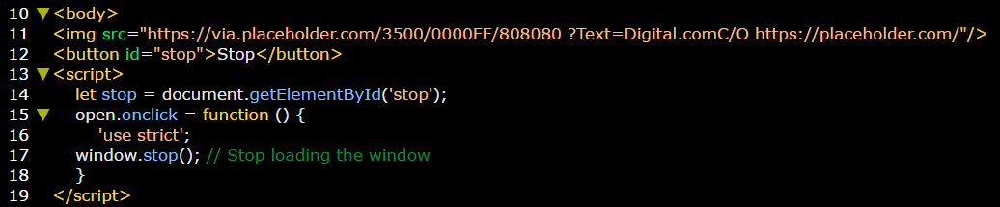 10 ▼<body>
11 <img src="https://via.placeholder.com/3500/0000FF/808080 ?Text=Digital.comC/O https://placeholder.com/"/>
12 <button id="stop">Stop</button>
13 ▼<script>
14 let stop = document.getElementById('stop');
15 ▼ open.onclick = function () {
16 'use strict';
17 window.stop(); // Stop loading the window
18 }
19 </script>